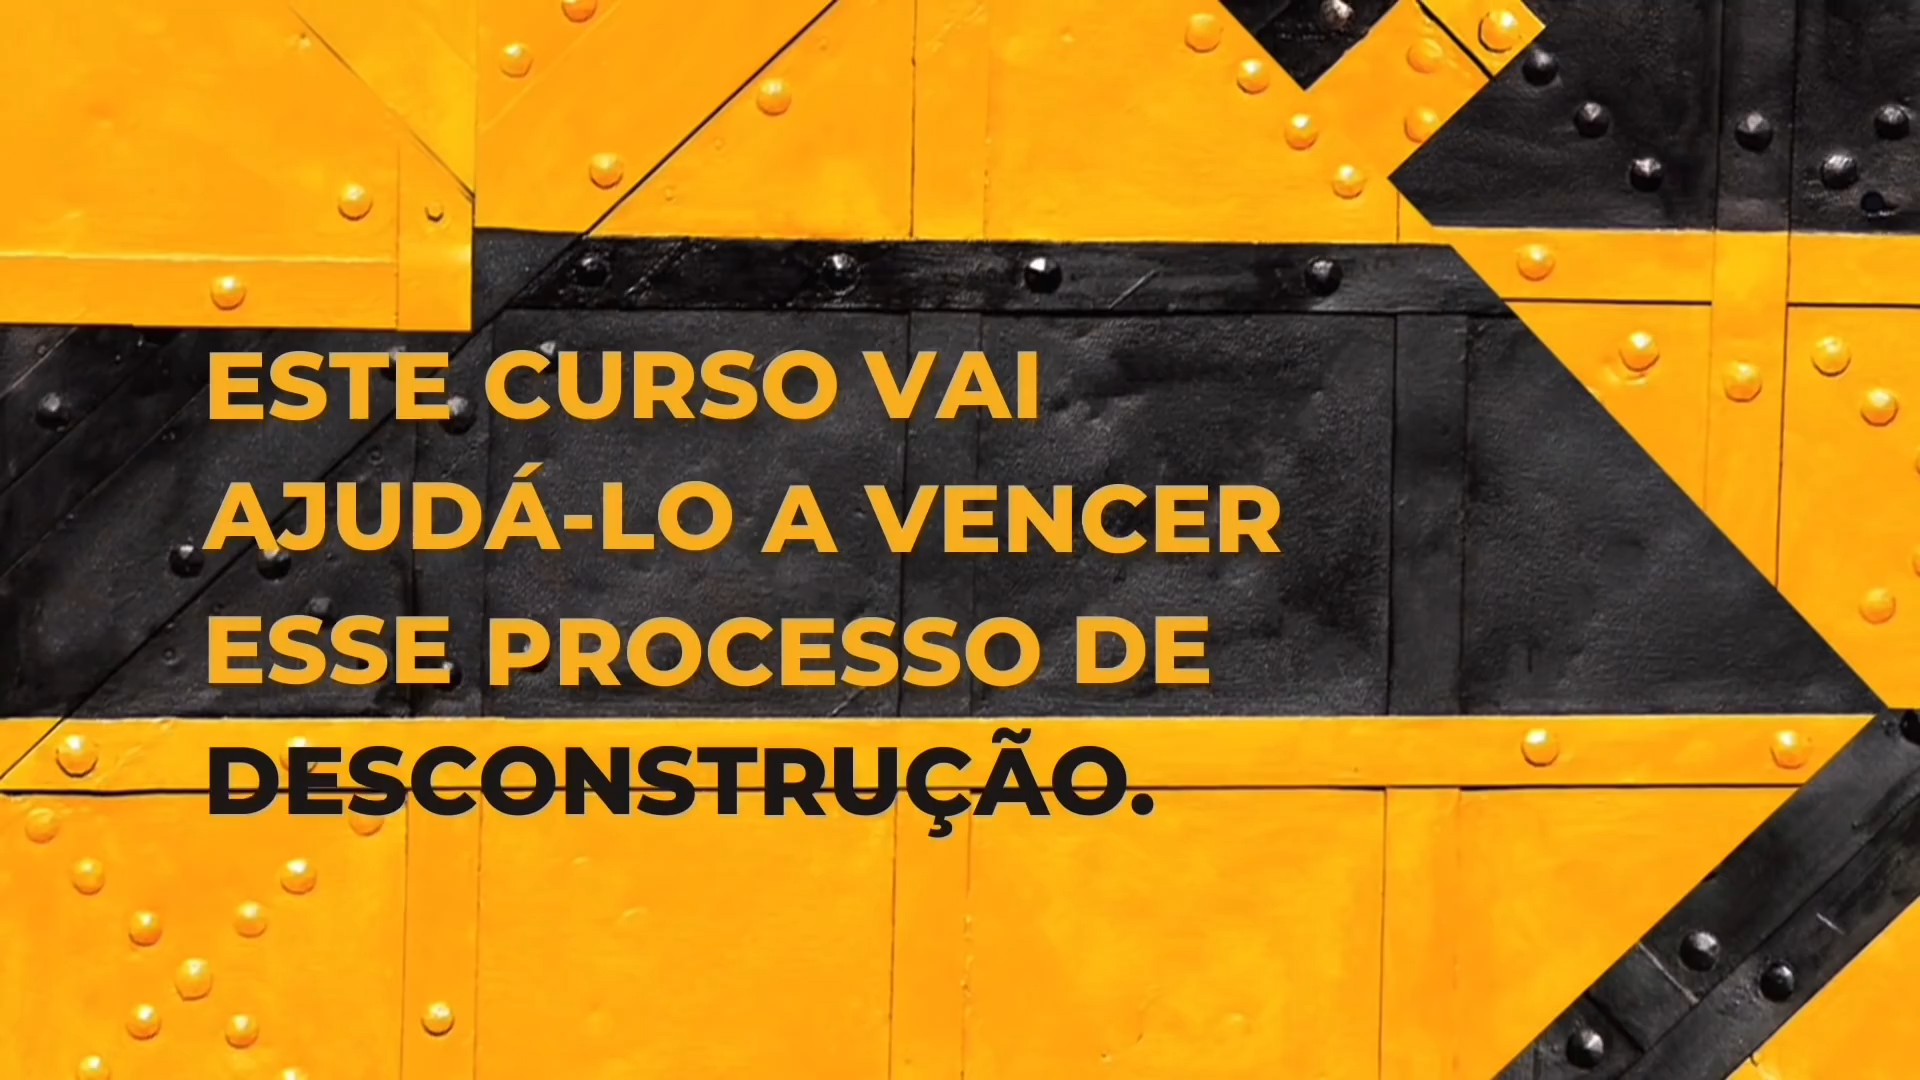 ESTE CURSO VAI
AJUDÁ-LO A VENCER
ESSE PROCESSO DE
DESCONSTRUÇÃO.